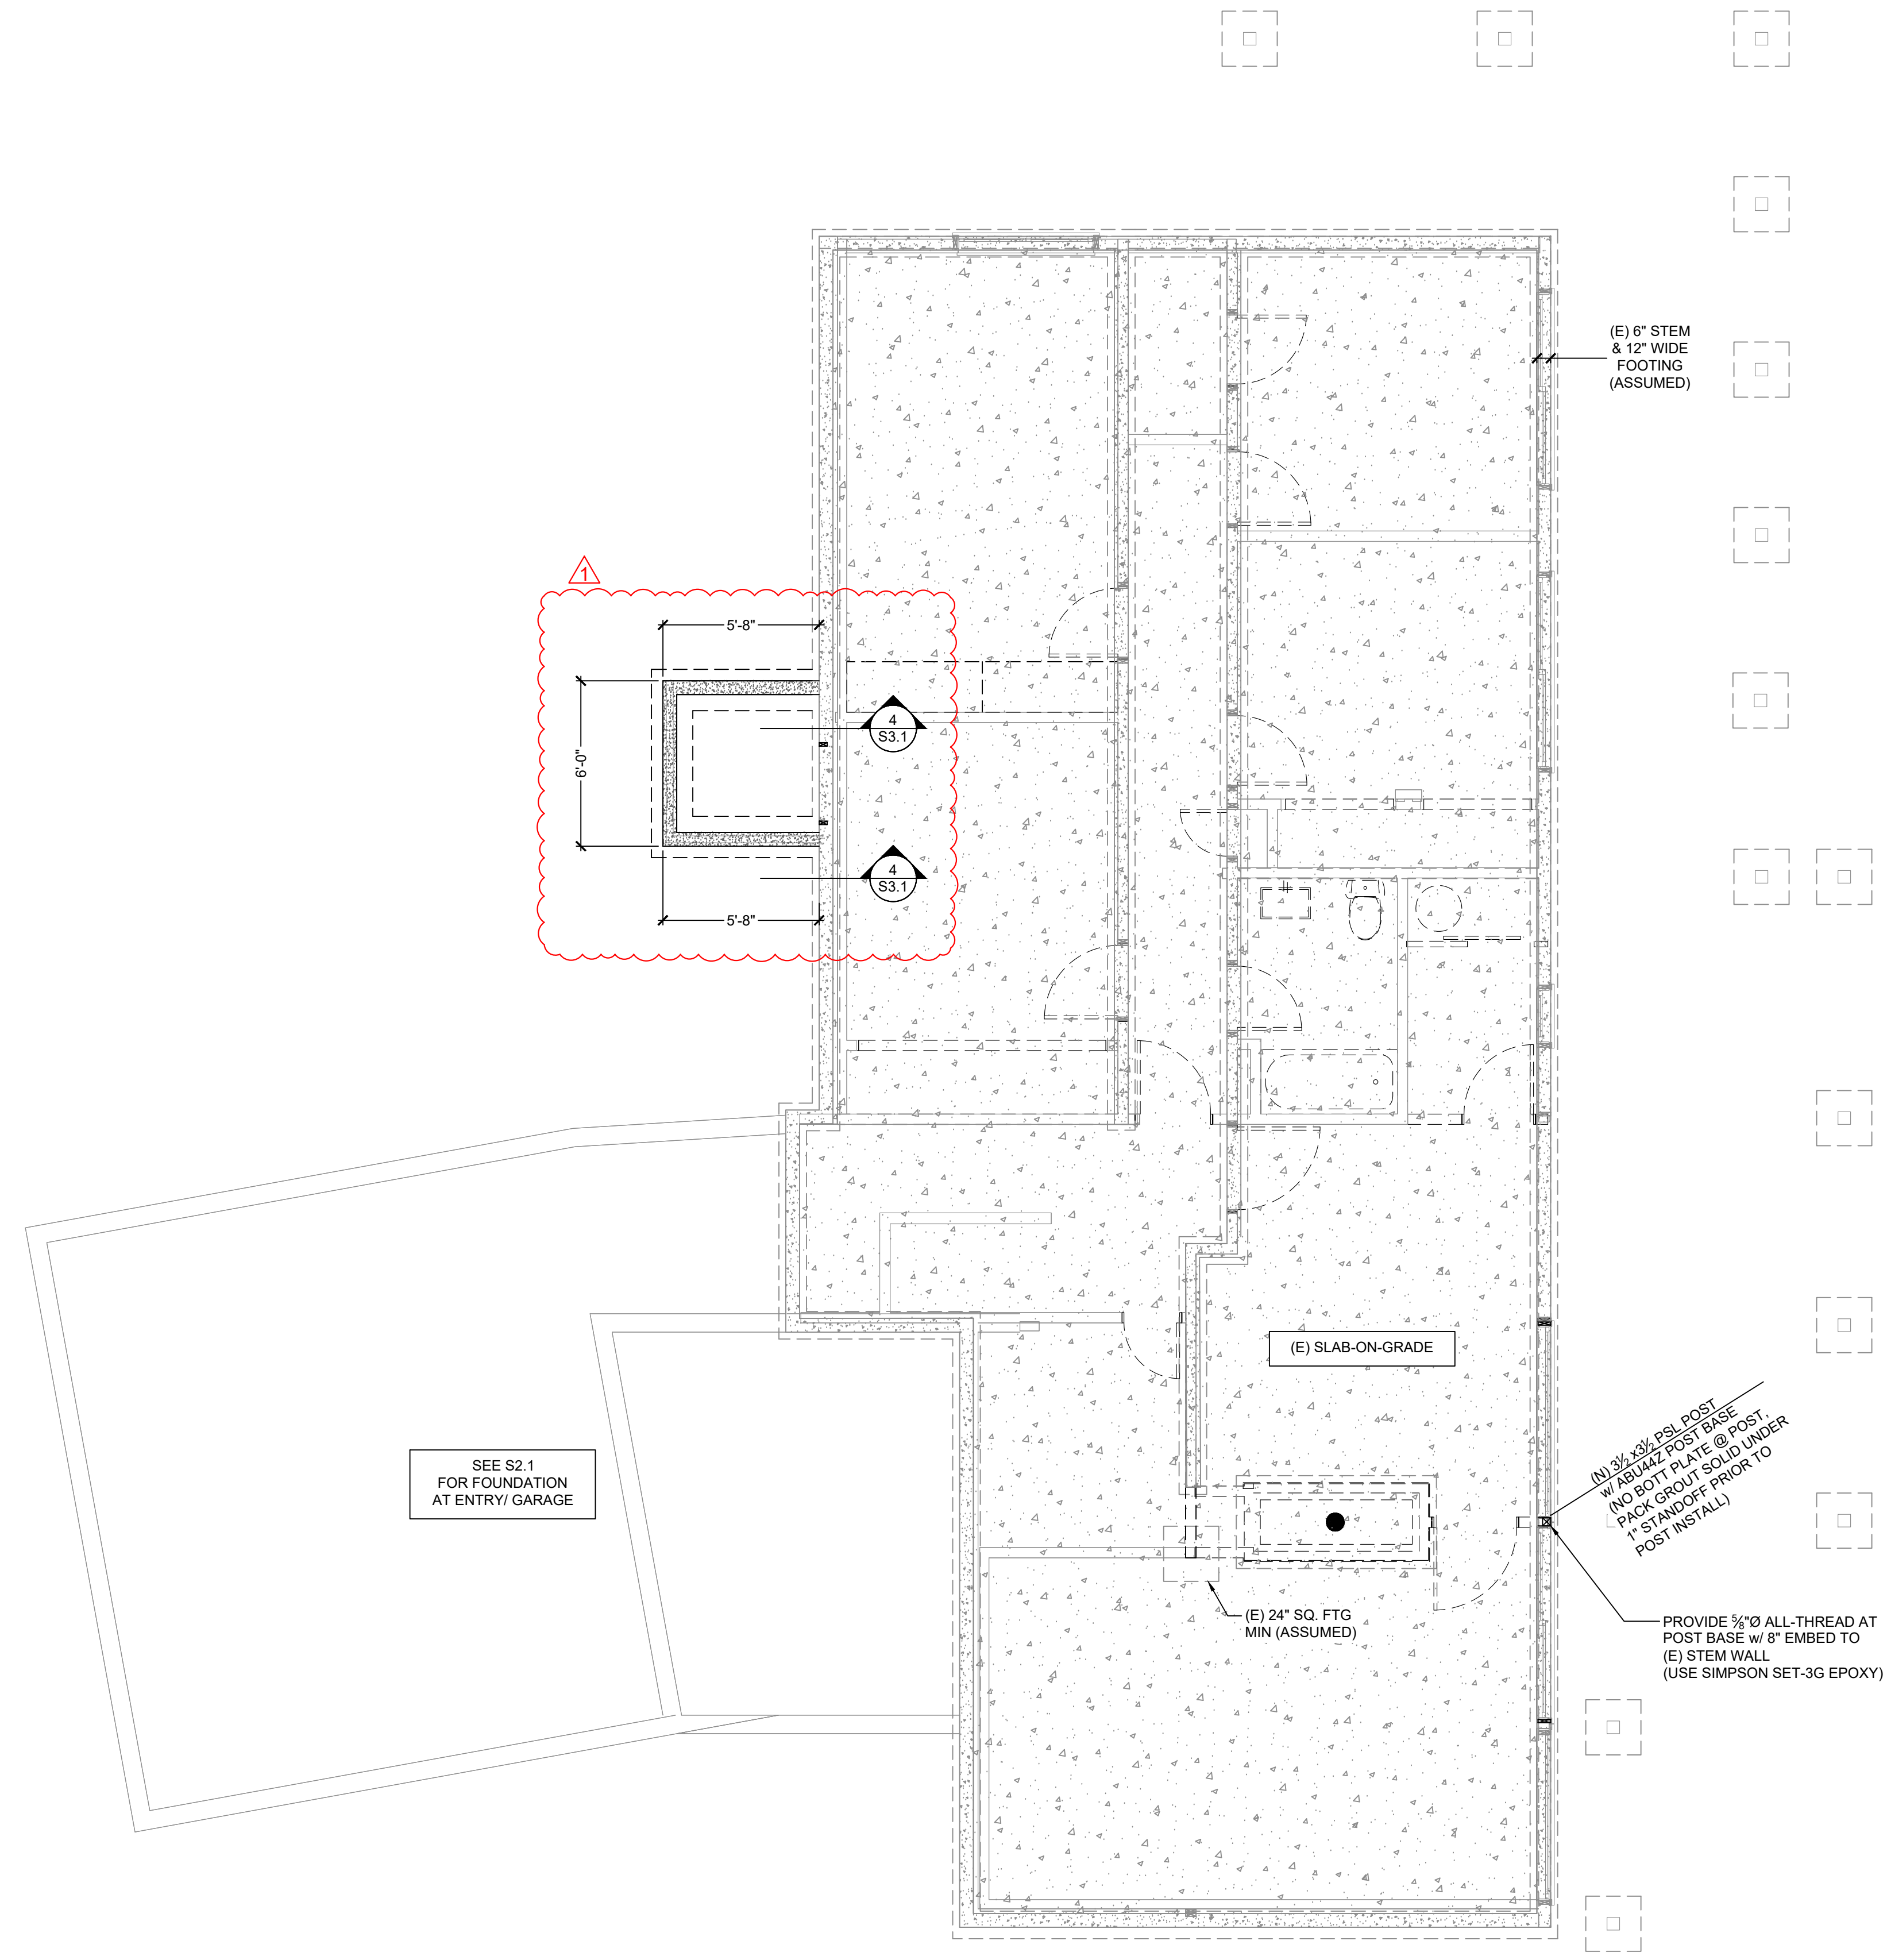 (E) 6" STEM
& 12" WIDE
FOOTING
(ASSUMED)
1
5'-8"
6'-0"
4
S3.1
4
S3.1
5'-8"
(E) SLAB-ON-GRADE
SEE S2.1
FOR FOUNDATION
AT ENTRY/ GARAGE
(N) 3½ x3½ PSL POST
w/ ABU44Z POST BASE
(NO BOTT PLATE @ POST,
PACK GROUT SOLID UNDER
1" STANDOFF PRIOR TO
POST INSTALL)
(E) 24" SQ. FTG
MIN (ASSUMED)
PROVIDE ⅝"Ø ALL-THREAD AT
POST BASE w/ 8" EMBED TO
(E) STEM WALL
(USE SIMPSON SET-3G EPOXY)